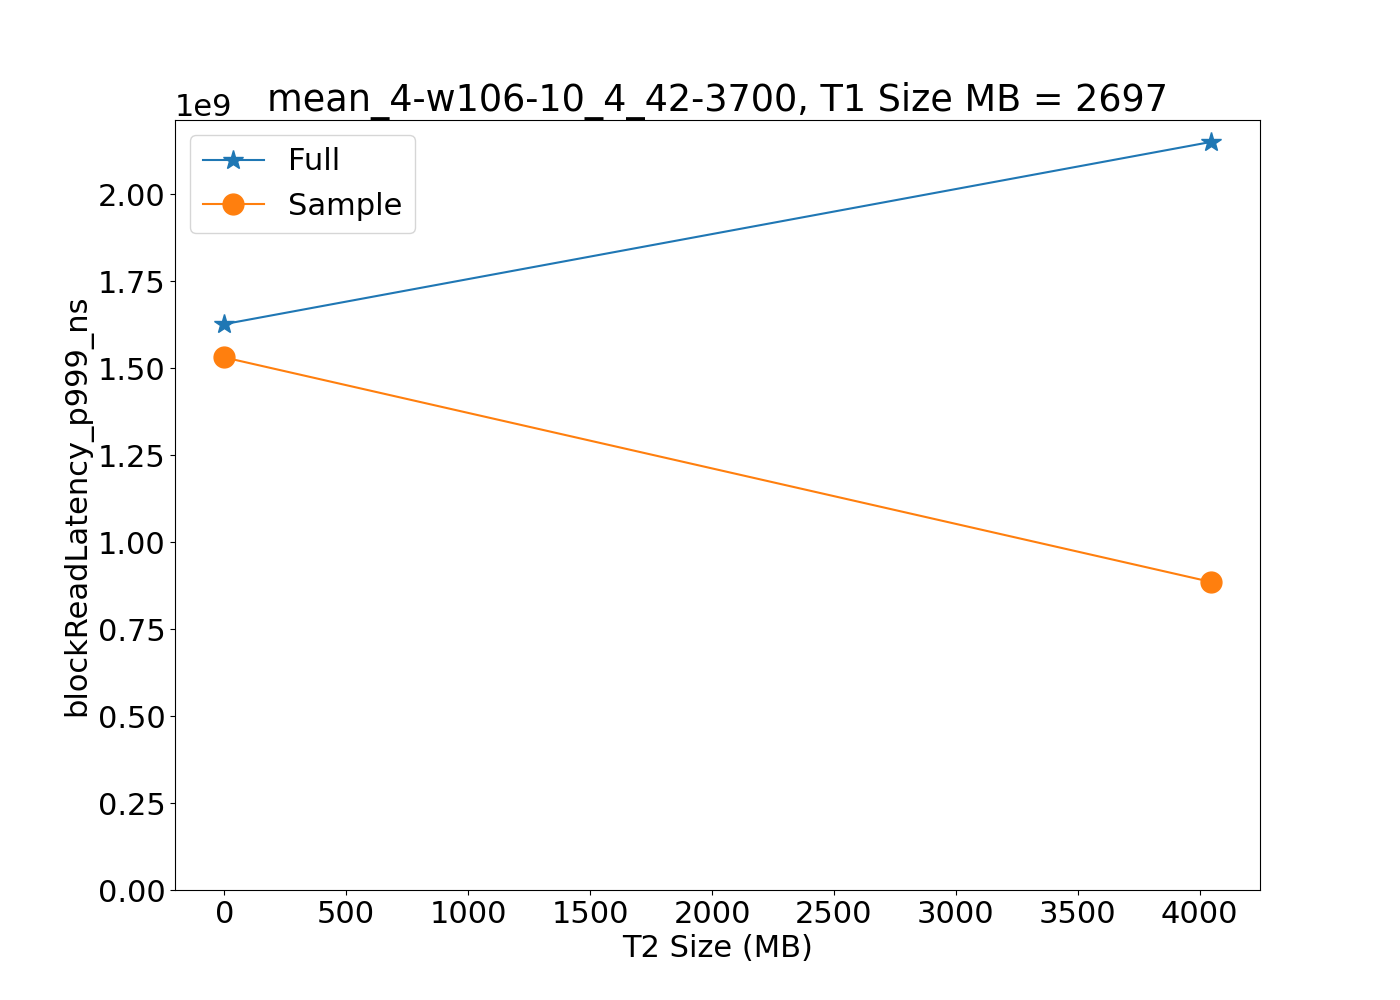 1e9
mean_4-w106-10_4_42-3700, T1 Size MB = 2697
Full
Sample
2.00
1.75
1.50
1.25
1.00
0.75
0.50
0.25
0.00
blockReadLatency_p999_ns
0 500 1000 1500 2000 2500 3000 3500 4000
T2 Size (MB)